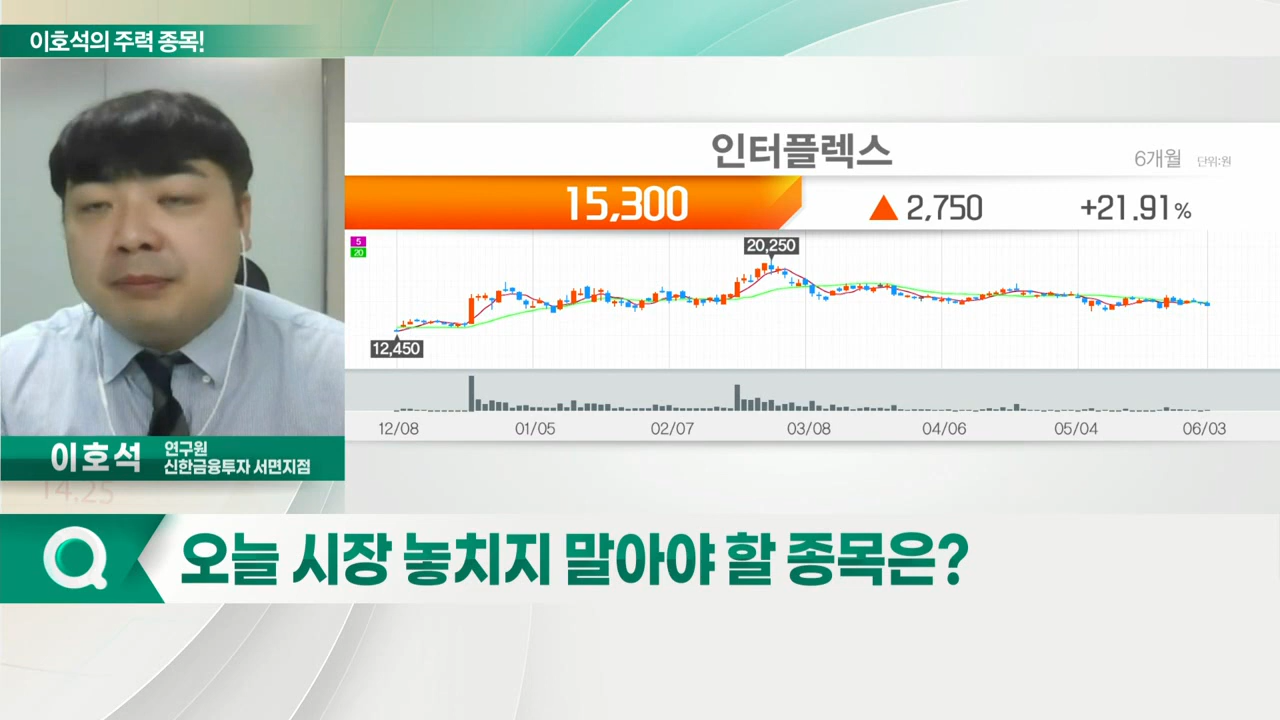 이호석의 주력 종목!
인터플렉스
6개월 단위:원
15,300
▲ 2,750
+21.91%
5
20
20,250
12,450
12/08 01/05 02/07 03/08 04/06 05/04 06/03
이호석
연구원
신한금융투자 서면지점
14.25
오늘 시장 놓치지 말아야 할 종목은?